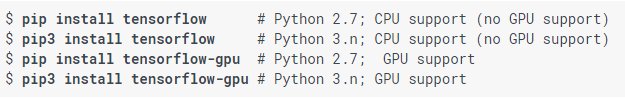 $ pip install tensorflow      # Python 2.7; CPU support (no GPU support)
$ pip3 install tensorflow     # Python 3.n; CPU support (no GPU support)
$ pip install tensorflow-gpu  # Python 2.7;  GPU support
$ pip3 install tensorflow-gpu # Python 3.n; GPU support